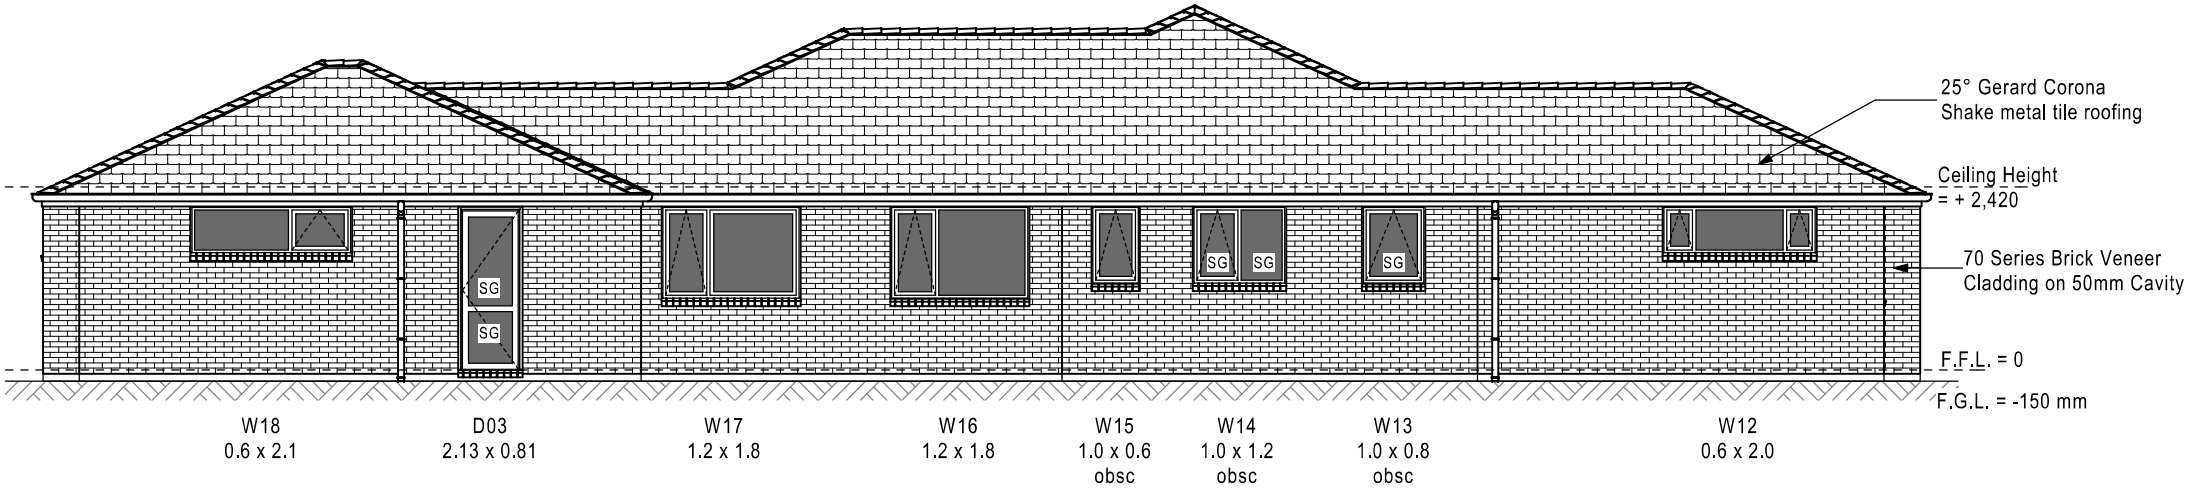 25° Gerard Corona
Shake metal tile roofing
Ceiling Height
= + 2,420
70 Series Brick Veneer
Cladding on 50mm Cavity
F.F.L. = 0
F.G.L. = -150 mm
SG
SG
SG
SG
SG
W18
0.6 x 2.1
D03
2.13 x 0.81
W17
1.2 x 1.8
W16
1.2 x 1.8
W15
1.0 x 0.6
obsc
W14
1.0 x 1.2
obsc
W13
1.0 x 0.8
obsc
W12
0.6 x 2.0